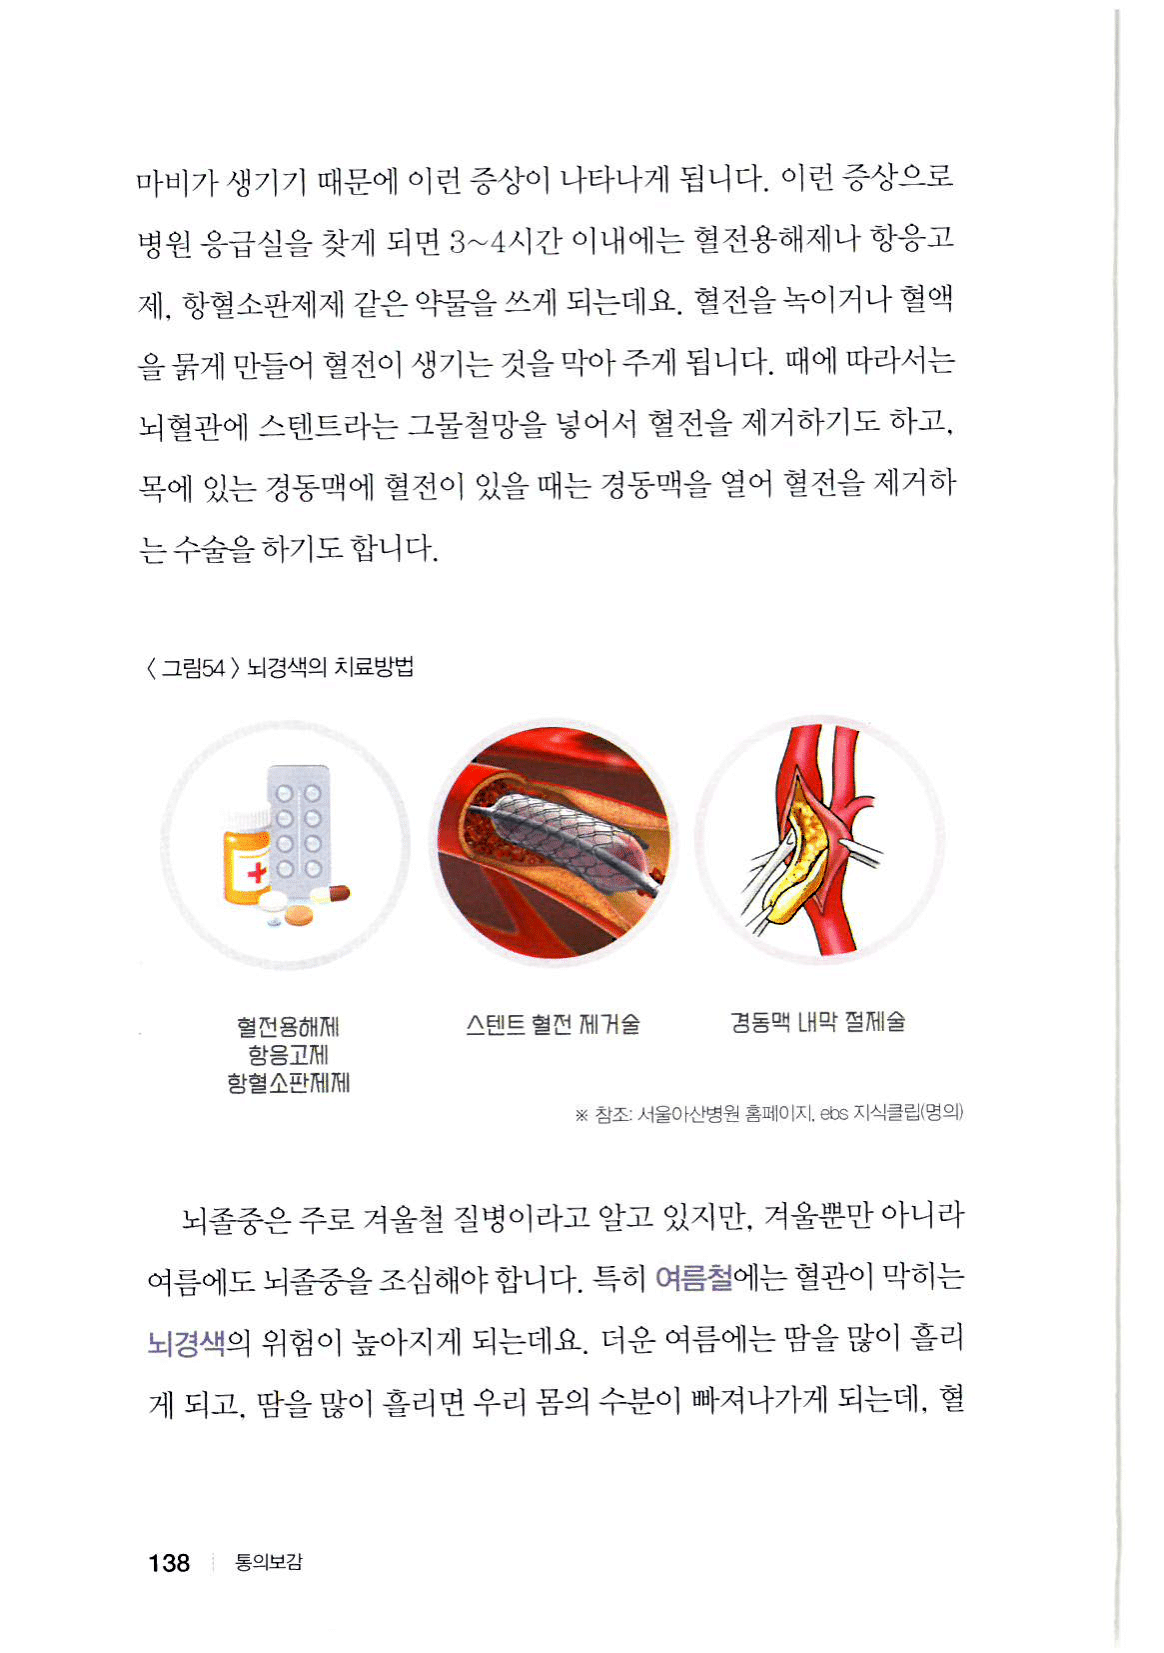 마비가 생기기 때문에 이런 증상이 나타나게 됩니다. 이런 증상으로
병원 응급실을 찾게 되면 3~4시간 이내에는 혈전용해제나 항응고
제, 항혈소판제제 같은 약물을 쓰게 되는데요. 혈전을 녹이거나 혈액
을 묽게 만들어 혈전이 생기는 것을 막아 주게 됩니다. 때에 따라서는
뇌혈관에 스텐트라는 그물철망을 넣어서 혈전을 제거하기도 하고,
목에 있는 경동맥에 혈전이 있을 때는 경동맥을 열어 혈전을 제거하
는 수술을 하기도 합니다.
〈 그림54 〉 뇌경색의 치료방법
혈전용해제
항응고제
항혈소판제제
스텐트 혈전 제거술
경동맥 내막 절제술
※ 참조: 서울아산병원 홈페이지, ebs 지식클립(명의)
뇌졸중은 주로 겨울철 질병이라고 알고 있지만, 겨울뿐만 아니라
여름에도 뇌졸중을 조심해야 합니다. 특히 여름철에는 혈관이 막히는
뇌경색의 위험이 높아지게 되는데요. 더운 여름에는 땀을 많이 흘리
게 되고, 땀을 많이 흘리면 우리 몸의 수분이 빠져나가게 되는데, 혈
138 통의보감